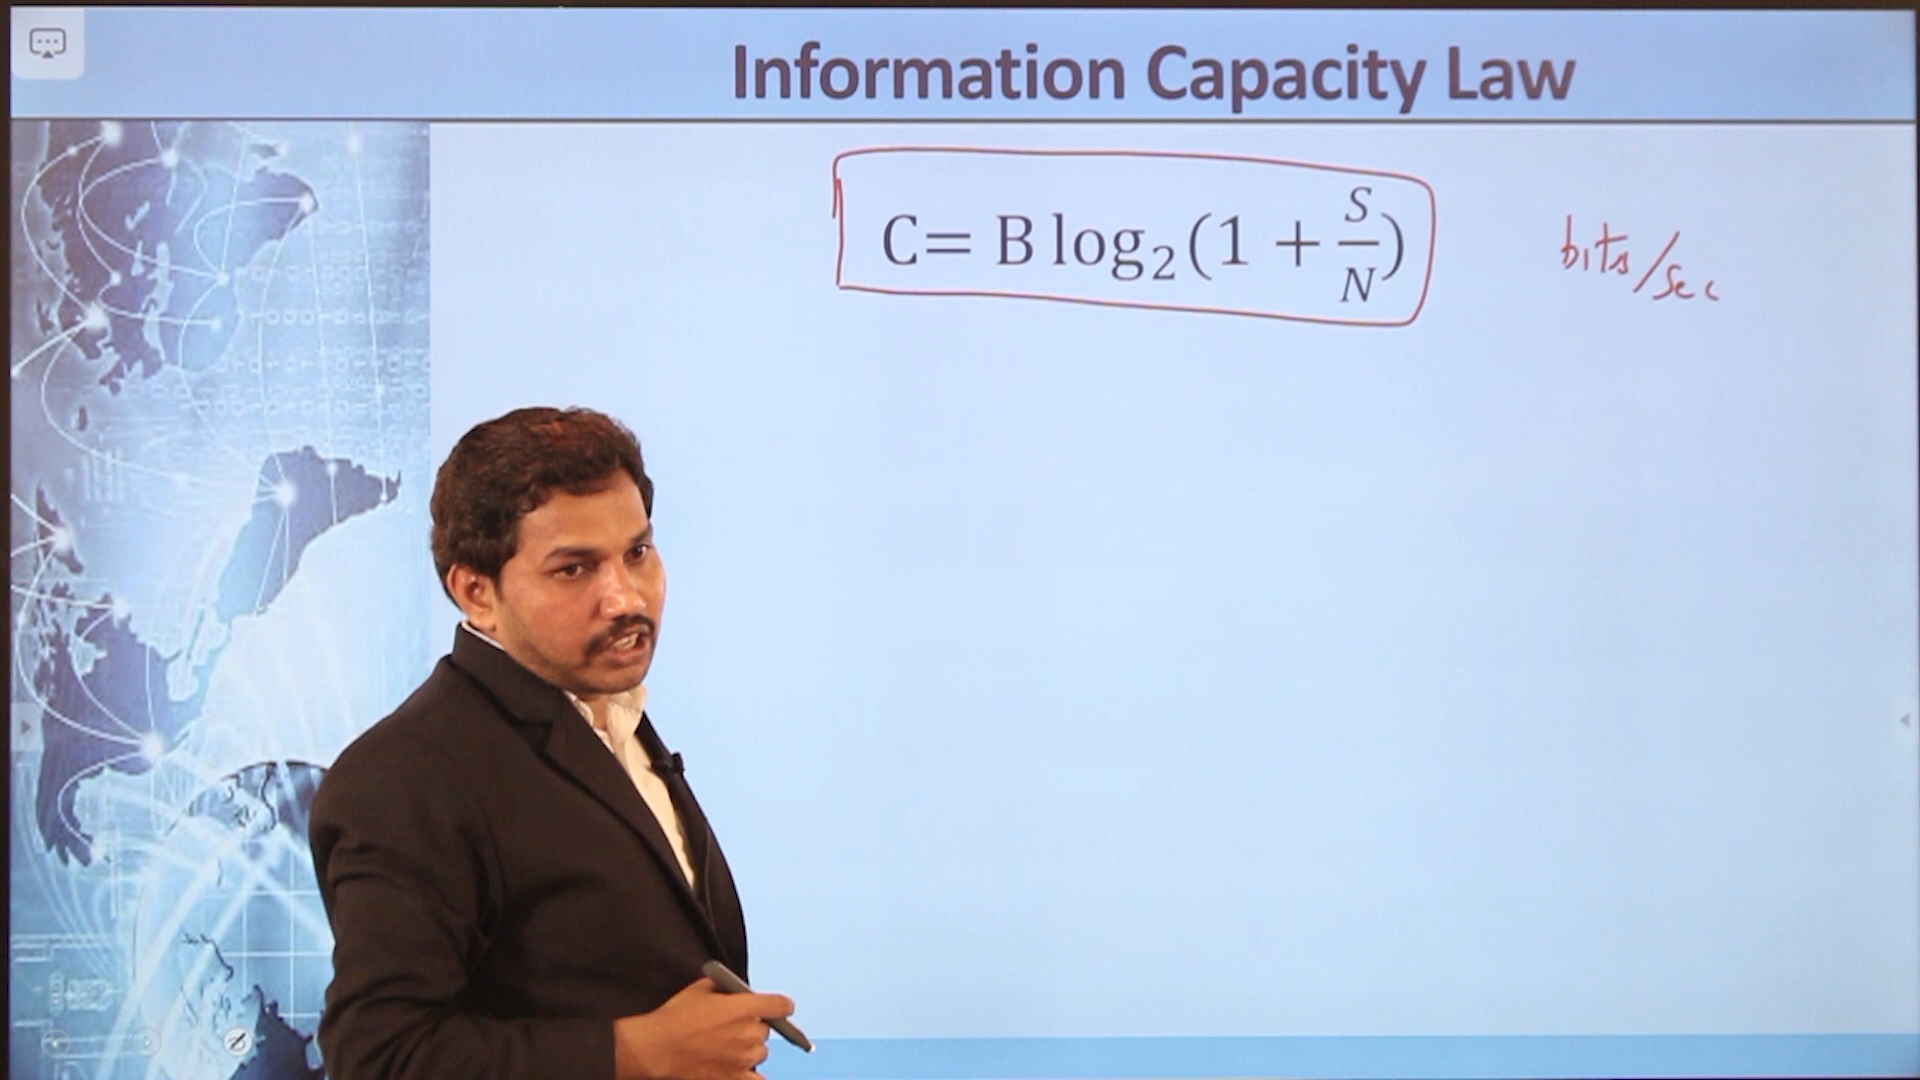 Information Capacity Law
C= B log₂(1 + S/N) bits/sec